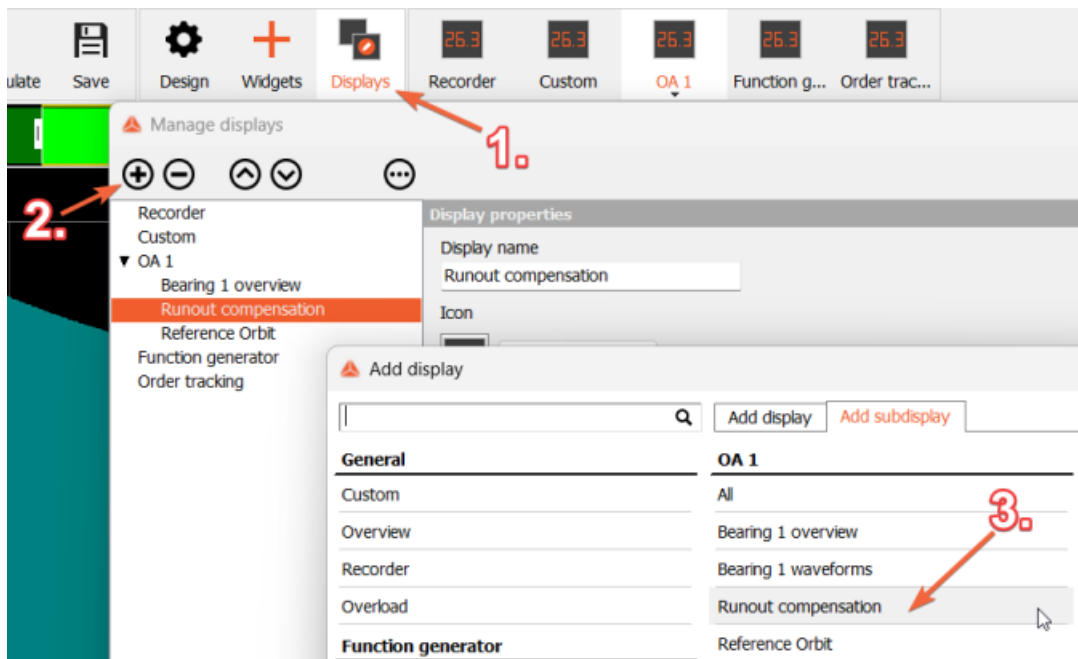 ulate Save Design Widgets Displays Recorder Custom OA 1 Function g... Order trac...
26.3 26.3 26.3 26.3 26.3
1.
Manage displays
2.
Recorder
Custom
OA 1
Bearing 1 overview
Runout compensation
Reference Orbit
Function generator
Order tracking
Display properties
Display name
Runout compensation
Icon
Add display
Add display Add subdisplay
General
Custom
Overview
Recorder
Overload
Function generator
OA 1
All
Bearing 1 overview
Bearing 1 waveforms
Runout compensation
Reference Orbit
3.